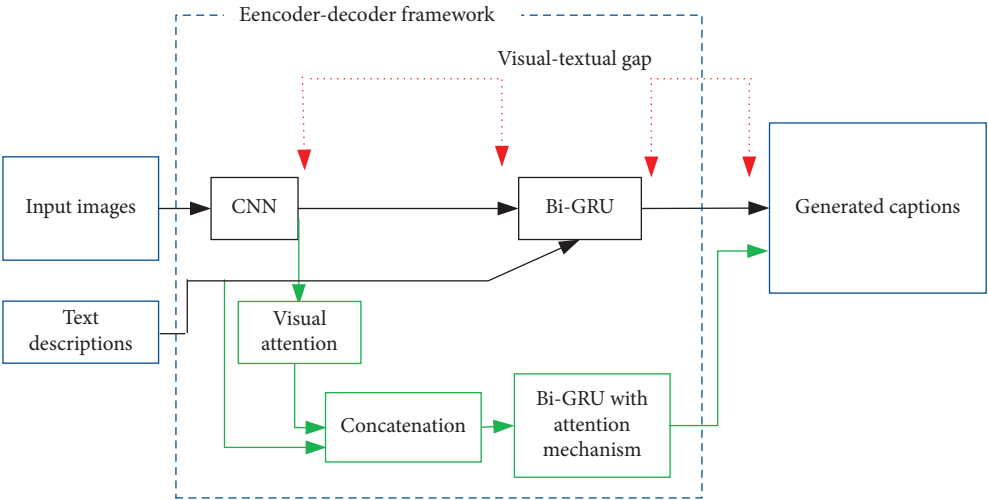 Eencoder-decoder framework
Visual-textual gap
Input images
CNN
Bi-GRU
Generated captions
Text
descriptions
Visual
attention
Concatenation
Bi-GRU with
attention
mechanism